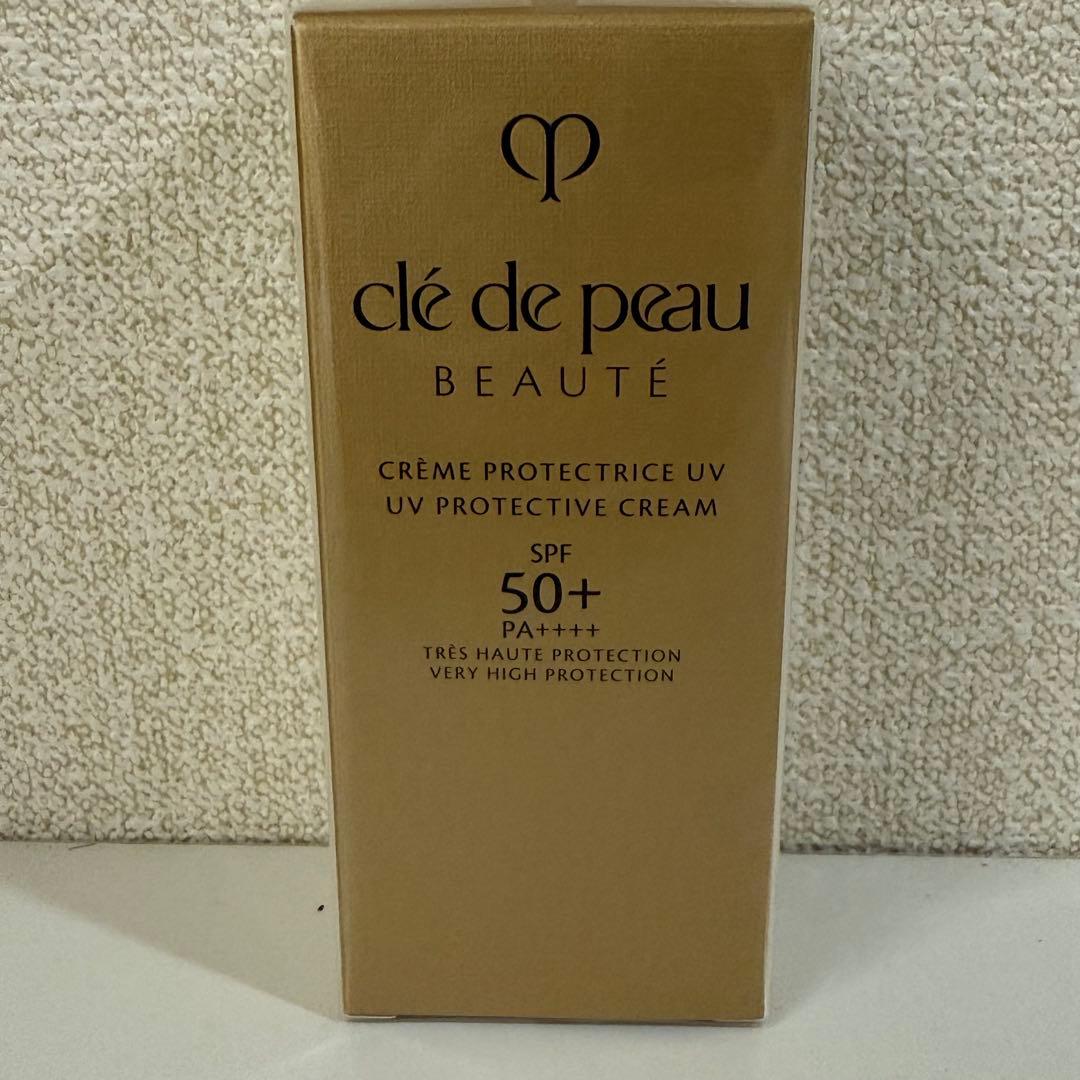 clé de peau
BEAUTÉ
CRÈME PROTECTRICE UV
UV PROTECTIVE CREAM
SPF
50+
PA++++
TRÈS HAUTE PROTECTION
VERY HIGH PROTECTION